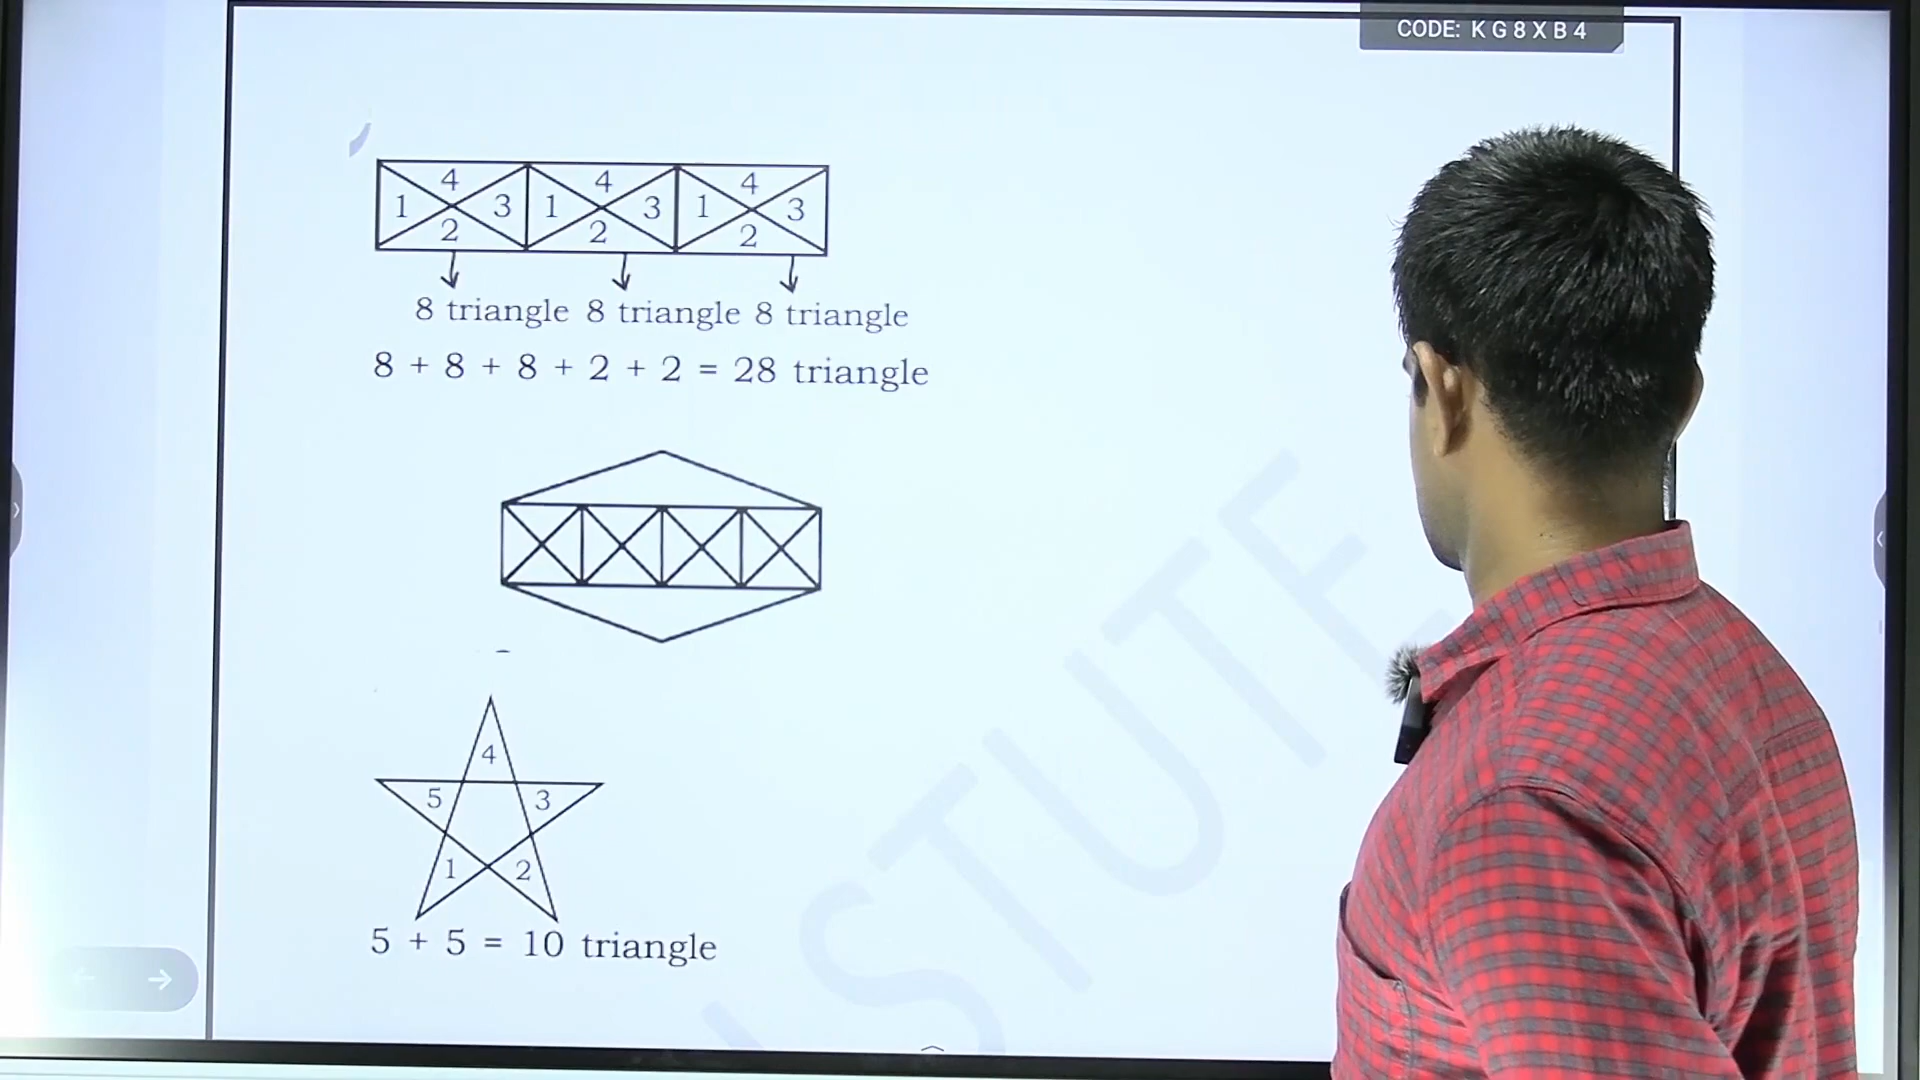 CODE: K G 8 X B 4
4 4 4
1 3 1 3 1 3
2 2 2
8 triangle 8 triangle 8 triangle
8 + 8 + 8 + 2 + 2 = 28 triangle
4
5 3
1 2
5 + 5 = 10 triangle
STUTE